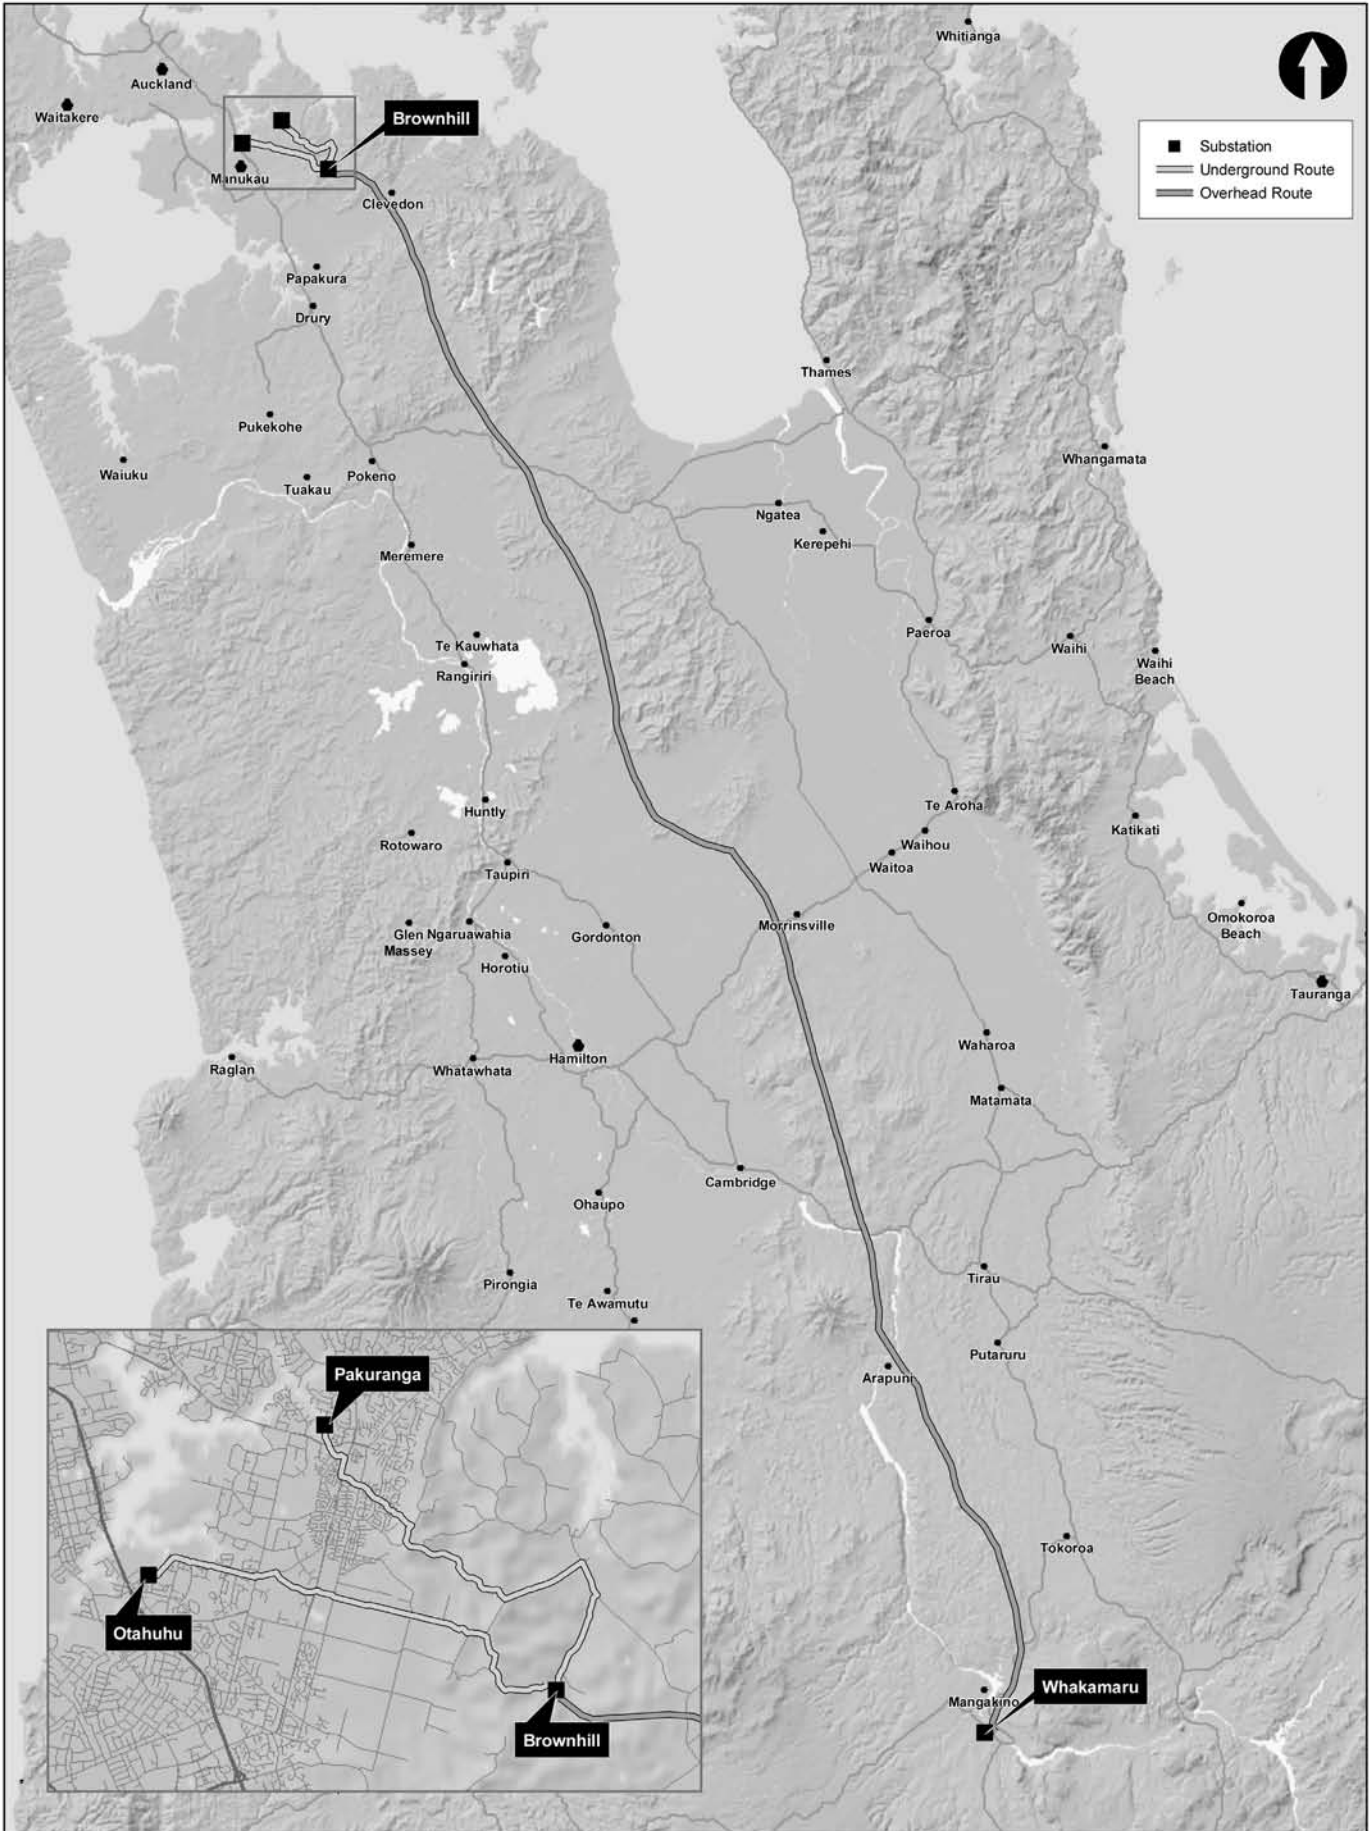 Whitianga
Auckland
Waitakere
Brownhill
Substation
Underground Route
Overhead Route
Manukau
Clevedon
Papakura
Drury
Thames
Pukekohe
Waiuku
Tuakau
Pokeno
Whangamata
Ngatea
Kerepehi
Meremere
Paeroa
Waihi
Waihi
Beach
Te Kauwhata
Rangiriri
Te Aroha
Huntly
Katikati
Rotowaro
Waihou
Waitoa
Taupiri
Omokoroa
Beach
Morrinsville
Glen
Massey
Ngaruawahia
Gordonton
Horotiu
Tauranga
Waharoa
Hamilton
Whatawhata
Raglan
Matamata
Cambridge
Ohaupo
Tirau
Pirongia
Te Awamutu
Putaruru
Arapuni
Pakuranga
Tokoroa
Otahuhu
Brownhill
Mangakino
Whakamaru